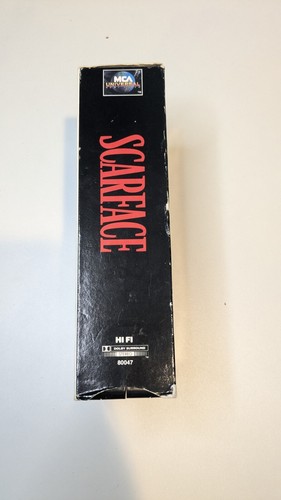 MCA
UNIVERSAL
SCARFACE
HI FI
DOLBY SURROUND
80047